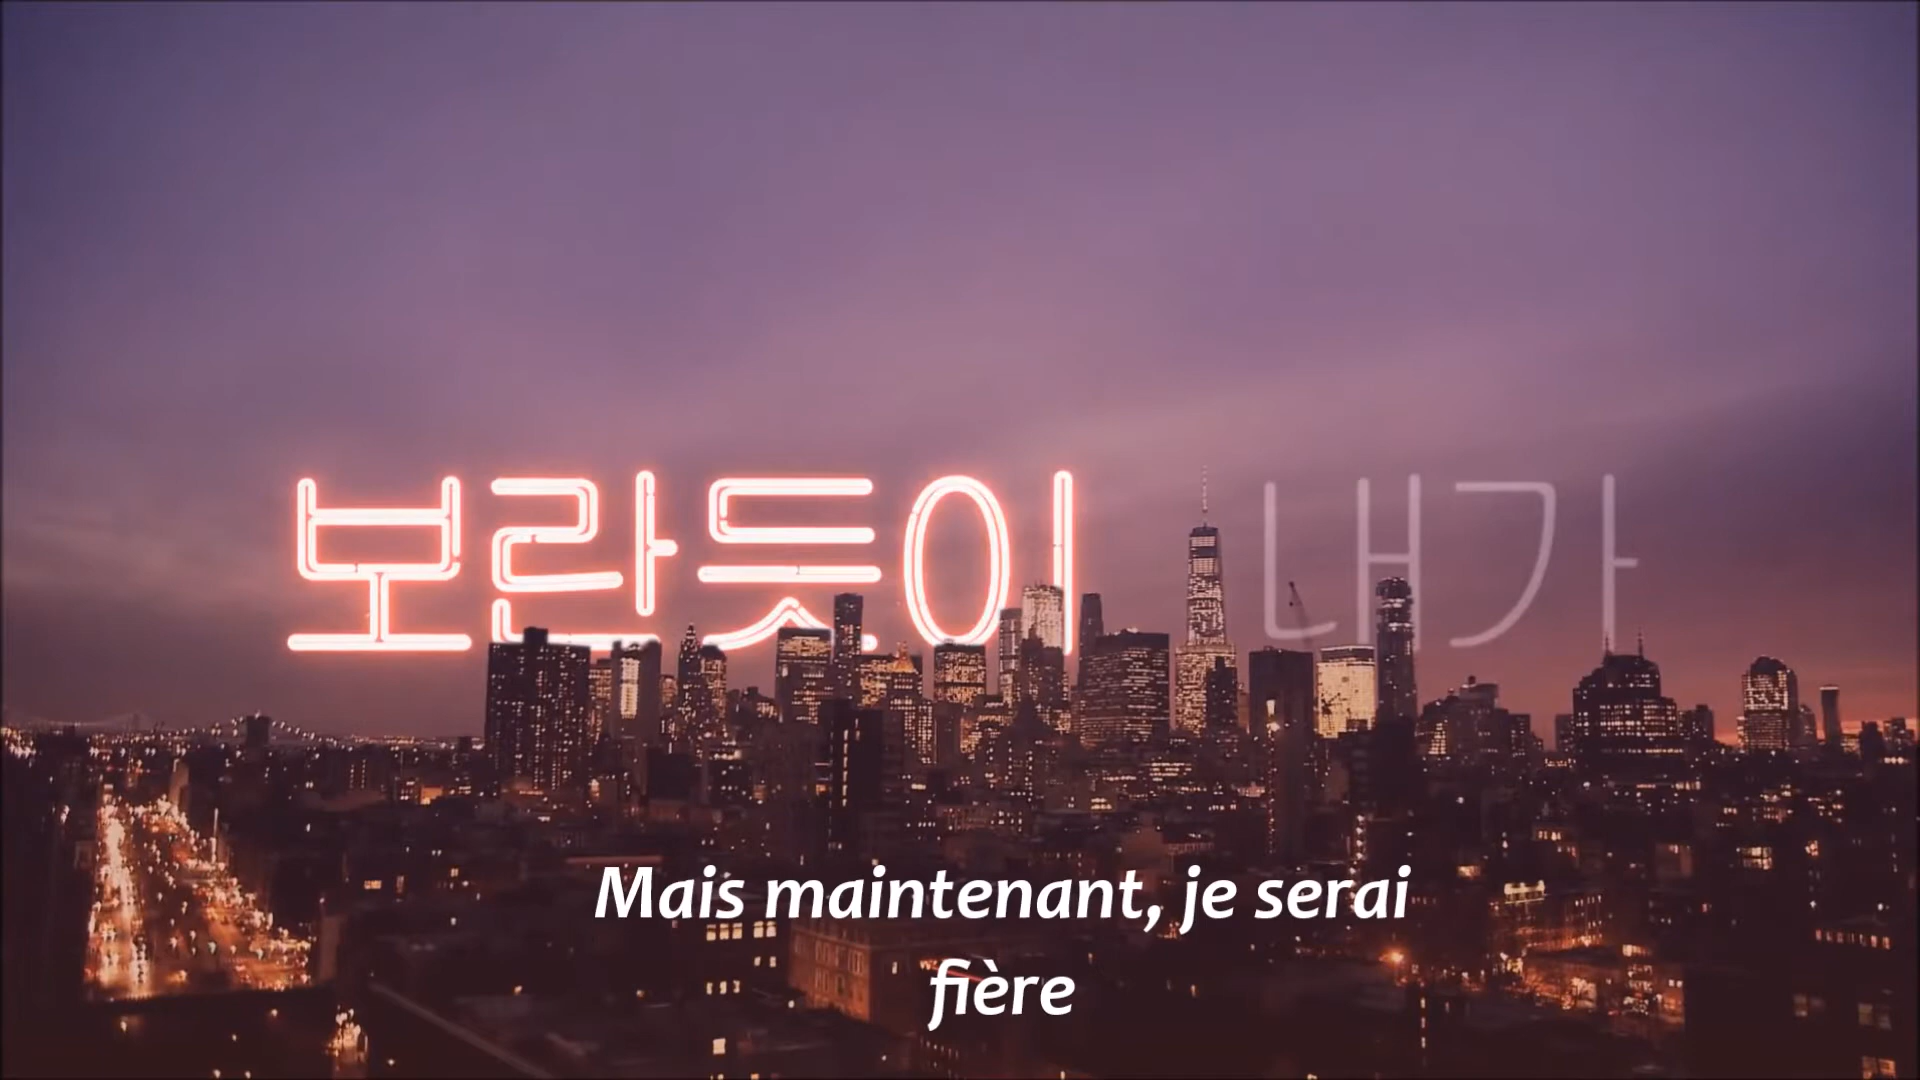 보란듯이 내가
Mais maintenant, je serai
fière